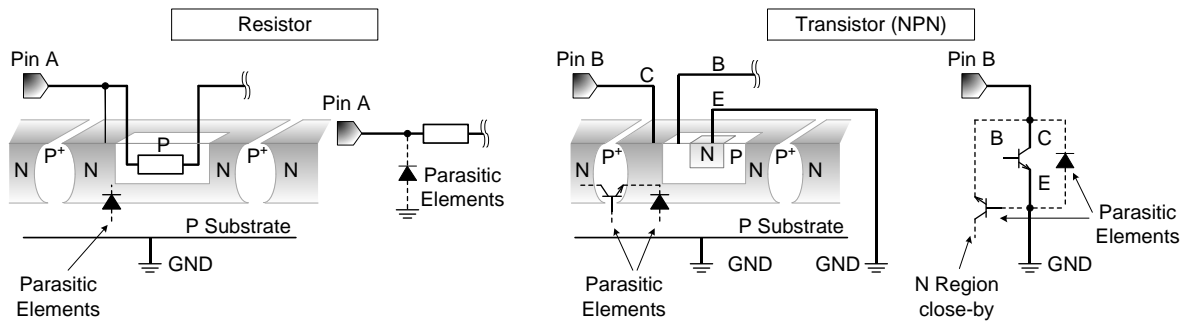 Resistor
Transistor (NPN)
Pin A
Pin A
N
P+
N
P
N
P+
N
Parasitic
Elements
P Substrate
GND
Parasitic
Elements
Pin B
C
B
E
N
P+
N
N
P
N
P+
N
P Substrate
GND
GND
Parasitic
Elements
Pin B
B
C
E
Parasitic
Elements
GND
N Region
close-by